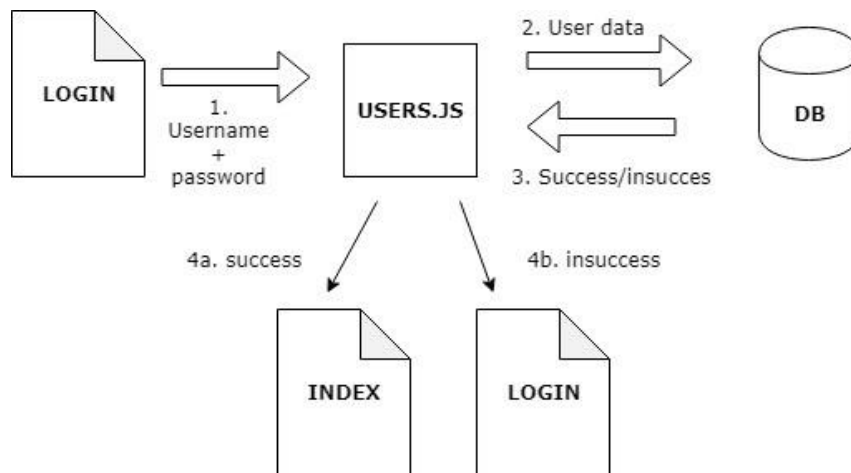 LOGIN
1.
Username
+
password
USERS.JS
2. User data
3. Success/insucces
DB
4a. success
4b. insuccess
INDEX
LOGIN